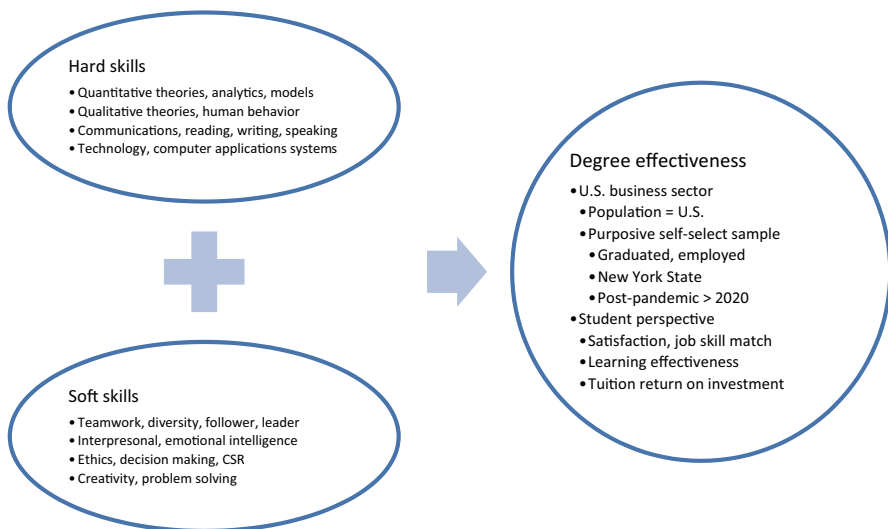 Hard skills
• Quantitative theories, analytics, models
• Qualitative theories, human behavior
• Communications, reading, writing, speaking
• Technology, computer applications systems
Soft skills
• Teamwork, diversity, follower, leader
• Interpresonal, emotional intelligence
• Ethics, decision making, CSR
• Creativity, problem solving
Degree effectiveness
• U.S. business sector
• Population = U.S.
• Purposive self-select sample
• Graduated, employed
• New York State
• Post-pandemic > 2020
• Student perspective
• Satisfaction, job skill match
• Learning effectiveness
• Tuition return on investment